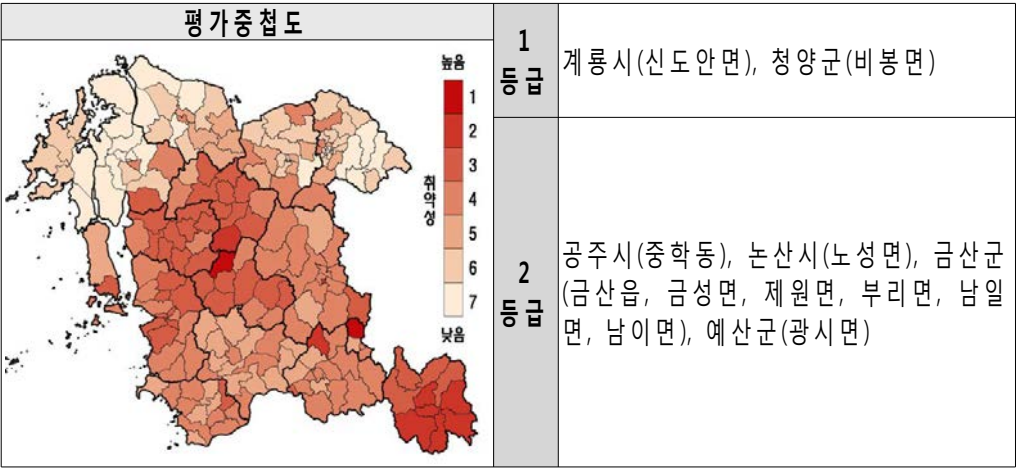 평가중첩도
높음
1
2
3
4
5
6
7
낮음
취약성
1
등급
계룡시(신도안면), 청양군(비봉면)
2
등급
공주시(중학동), 논산시(노성면), 금산군
(금산읍, 금성면, 제원면, 부리면, 남일
면, 남이면), 예산군(광시면)